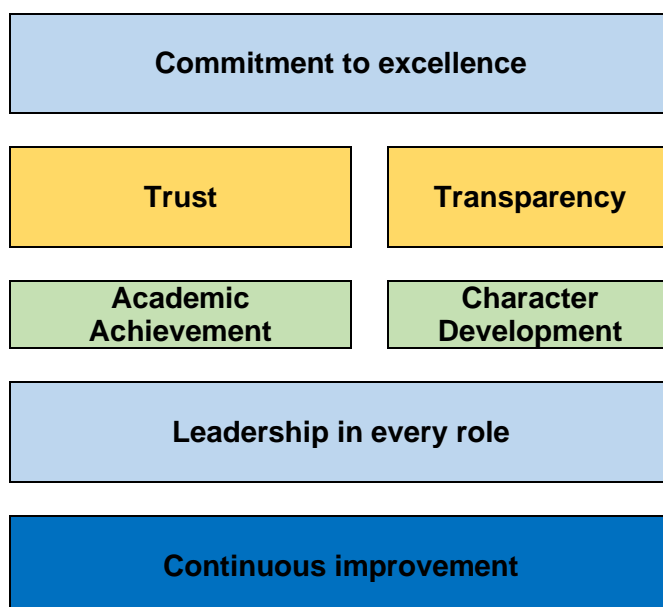 Commitment to excellence
Trust
Transparency
Academic
Achievement
Character
Development
Leadership in every role
Continuous improvement